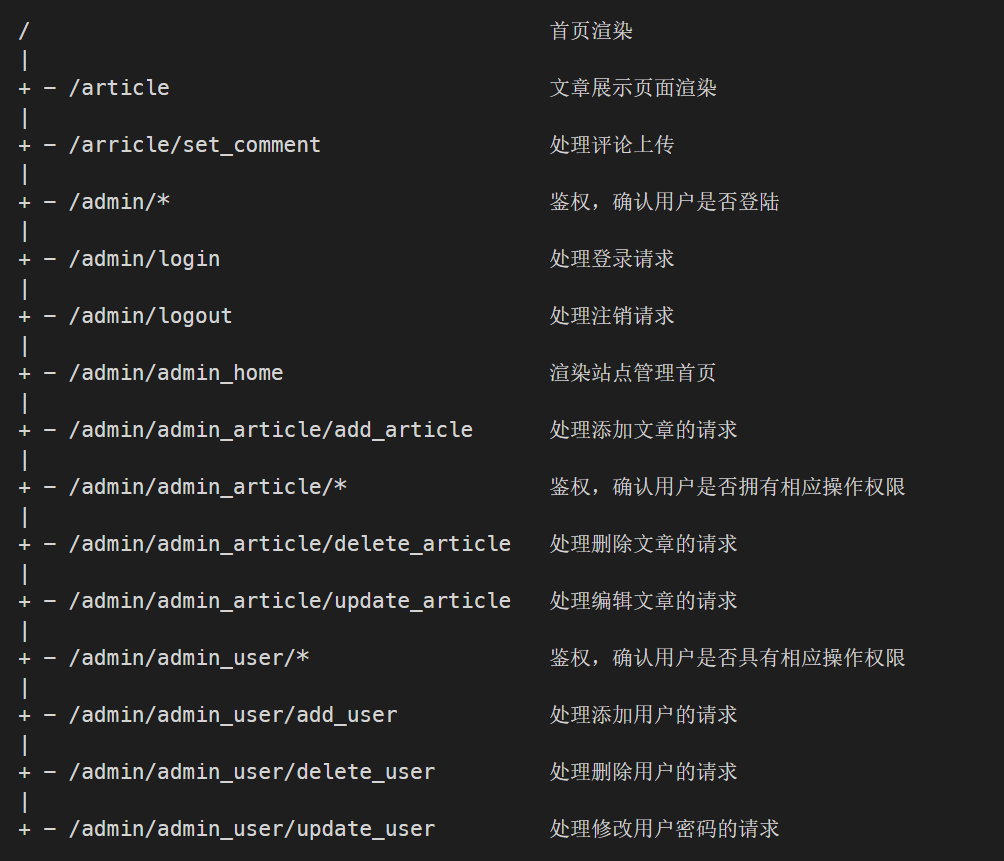 / 首页渲染
|
+ - /article 文章展示页面渲染
|
+ - /arricle/set_comment 处理评论上传
|
+ - /admin/* 鉴权，确认用户是否登陆
|
+ - /admin/login 处理登录请求
|
+ - /admin/logout 处理注销请求
|
+ - /admin/admin_home 渲染站点管理首页
|
+ - /admin/admin_article/add_article 处理添加文章的请求
|
+ - /admin/admin_article/* 鉴权，确认用户是否拥有相应操作权限
|
+ - /admin/admin_article/delete_article 处理删除文章的请求
|
+ - /admin/admin_article/update_article 处理编辑文章的请求
|
+ - /admin/admin_user/* 鉴权，确认用户是否具有相应操作权限
|
+ - /admin/admin_user/add_user 处理添加用户的请求
|
+ - /admin/admin_user/delete_user 处理删除用户的请求
|
+ - /admin/admin_user/update_user 处理修改用户密码的请求